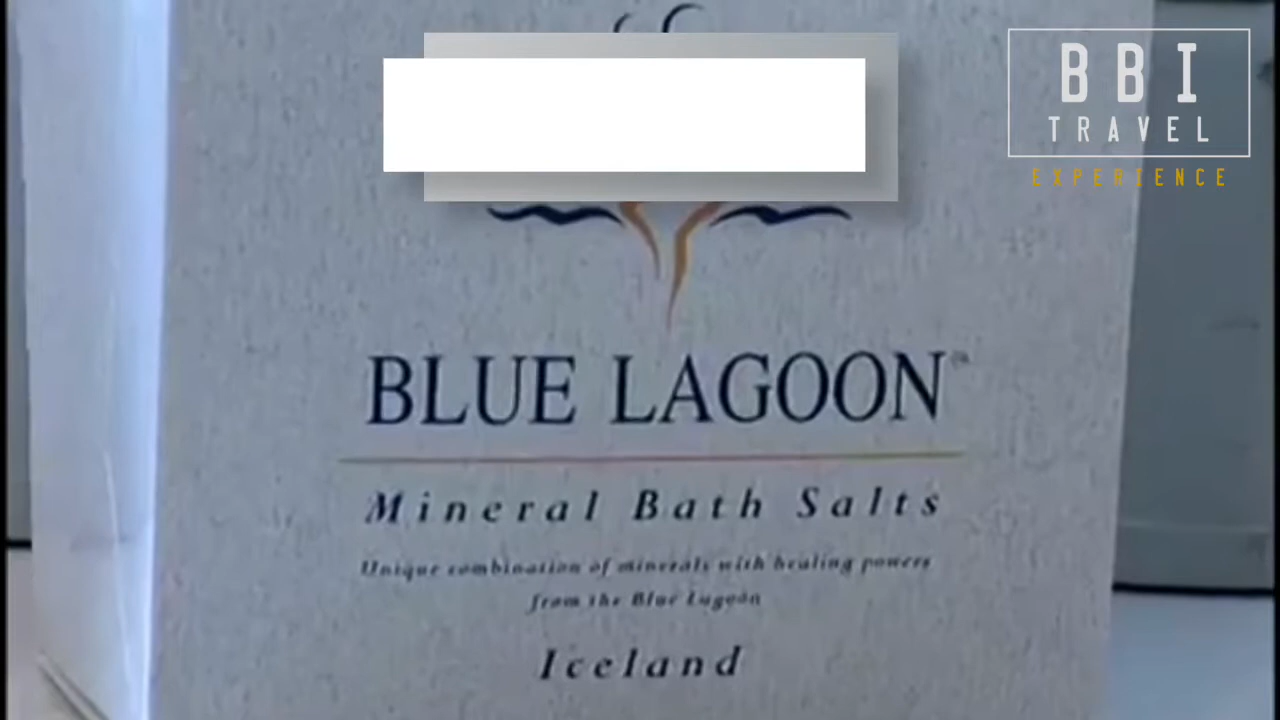 BBI
TRAVEL
EXPERIENCE
BLUE LAGOON™
Mineral Bath Salts
Unique combination of minerals with healing powers
from the Blue Lagoon
Iceland